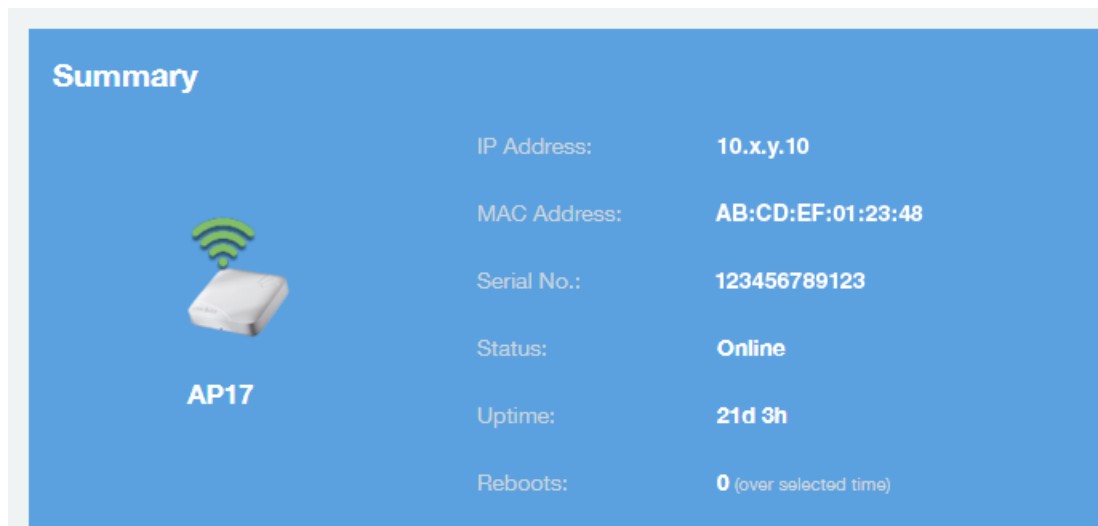 Summary
IP Address: 10.x.y.10
MAC Address: AB:CD:EF:01:23:48
Serial No.: 123456789123
Status: Online
AP17
Uptime: 21d 3h
Reboots: 0 (over selected time)